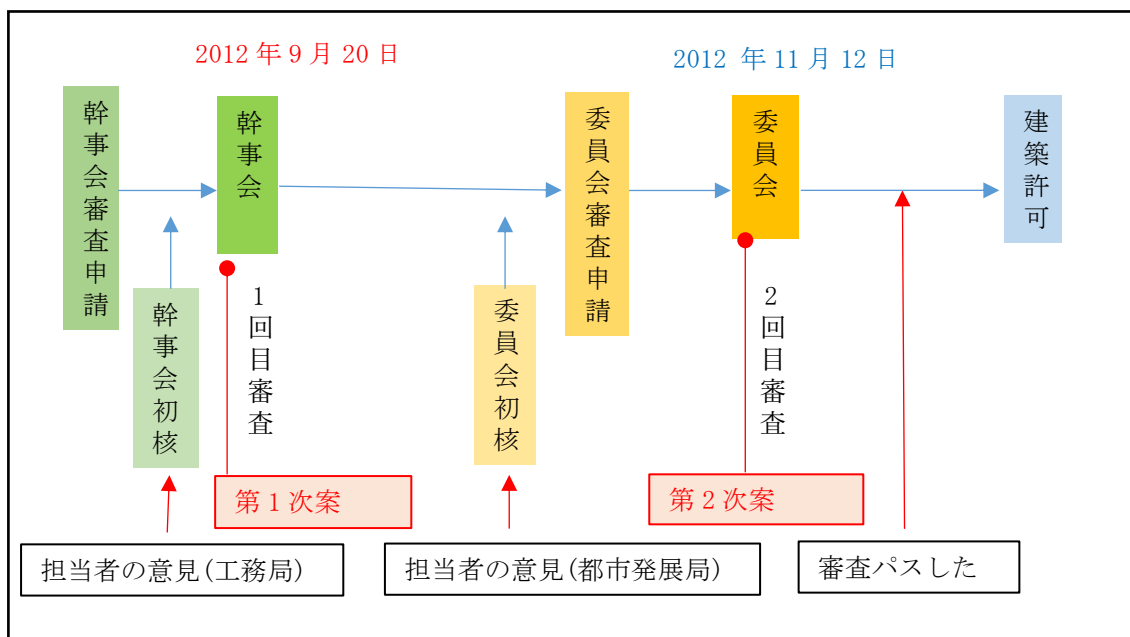 2012年9月20日
2012 年11月12日
幹事会審査申請
幹事会
委員会審査申請
委員会
建築許可
幹事会初核
1回目審査
委員会初核
2回目審査
第1次案
第2次案
担当者の意見(工務局)
担当者の意見(都市発展局)
審査パスした